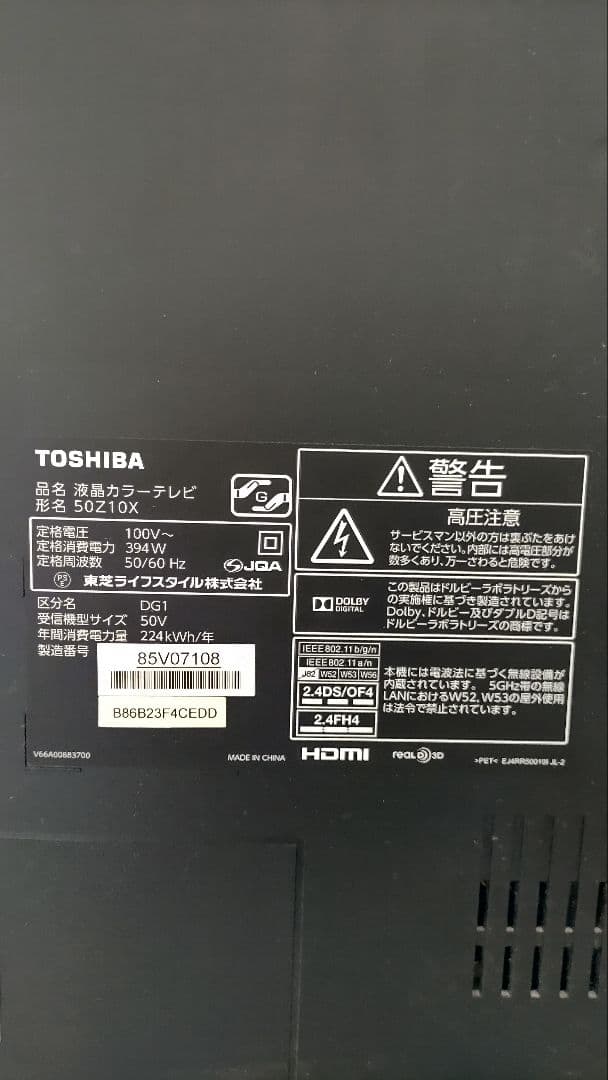 TOSHIBA
品名 液晶カラーテレビ
形名 50Z10X
G
定格電圧 100V～
定格消費電力 394W
定格周波数 50/60 Hz
JQA
PSE 東芝ライフスタイル株式会社
区分名 DG1
受信機型サイズ 50V
年間消費電力量 224kWh/年
製造番号 85V07108
B86B23F4CEDD
V66A00883700
MADE IN CHINA
警告
高圧注意
サービスマン以外の方は裏ぶたをあけ
ないでください。内部には高電圧部分が
数多くあり、万一さわると危険です。
DOLBY
DIGITAL
この製品はドルビーラボラトリーズから
の実施権に基づき製造されています。
Dolby、ドルビー及びダブルD記号は
ドルビーラボラトリーズの商標です。
IEEE802.11b/g/n
IEEE802.11a/n
J52 W52 W53 W56
2.4DS/OF4
2.4FH4
本機には電波法に基づく無線設備が
内蔵されています。 5GHz帯の無線
LANにおけるW52、W53の屋外使用
は法令で禁止されています。
HDMI
REAL D 3D
>PET< EJ4RR50019I JL-2